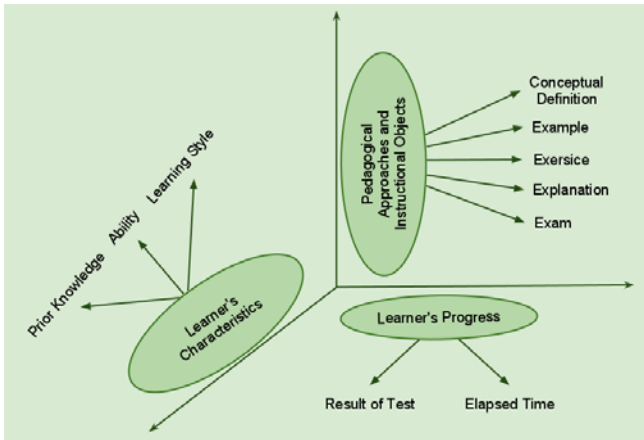 Pedagogical
Approaches and
Instructional Objects
Conceptual
Definition
Example
Exersice
Explanation
Exam
Learning Style
Ability
Prior Knowledge
Learner's
Characteristics
Learner's Progress
Result of Test
Elapsed Time